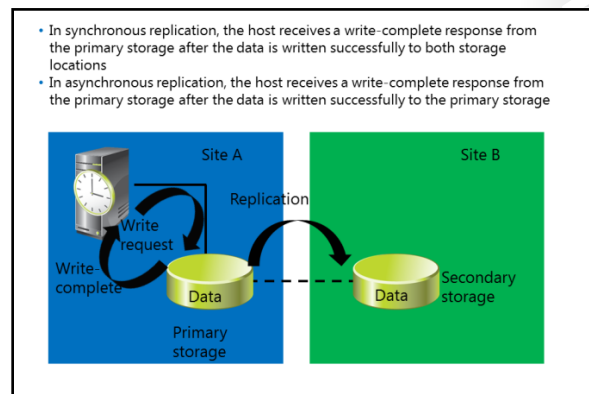 • In synchronous replication, the host receives a write-complete response from
the primary storage after the data is written successfully to both storage
locations
• In asynchronous replication, the host receives a write-complete response from
the primary storage after the data is written successfully to the primary storage
Site A
Site B
Replication
Write
request
Write-
complete
Data
Data
Secondary
storage
Primary
storage